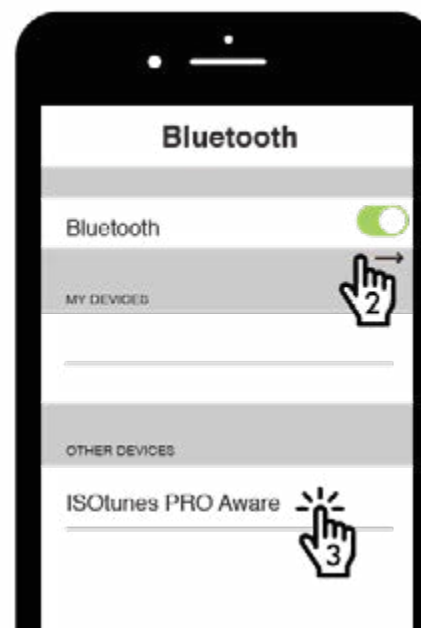 Bluetooth
Bluetooth
2
MY DEVICES
OTHER DEVICES
ISOtunes PRO Aware
3